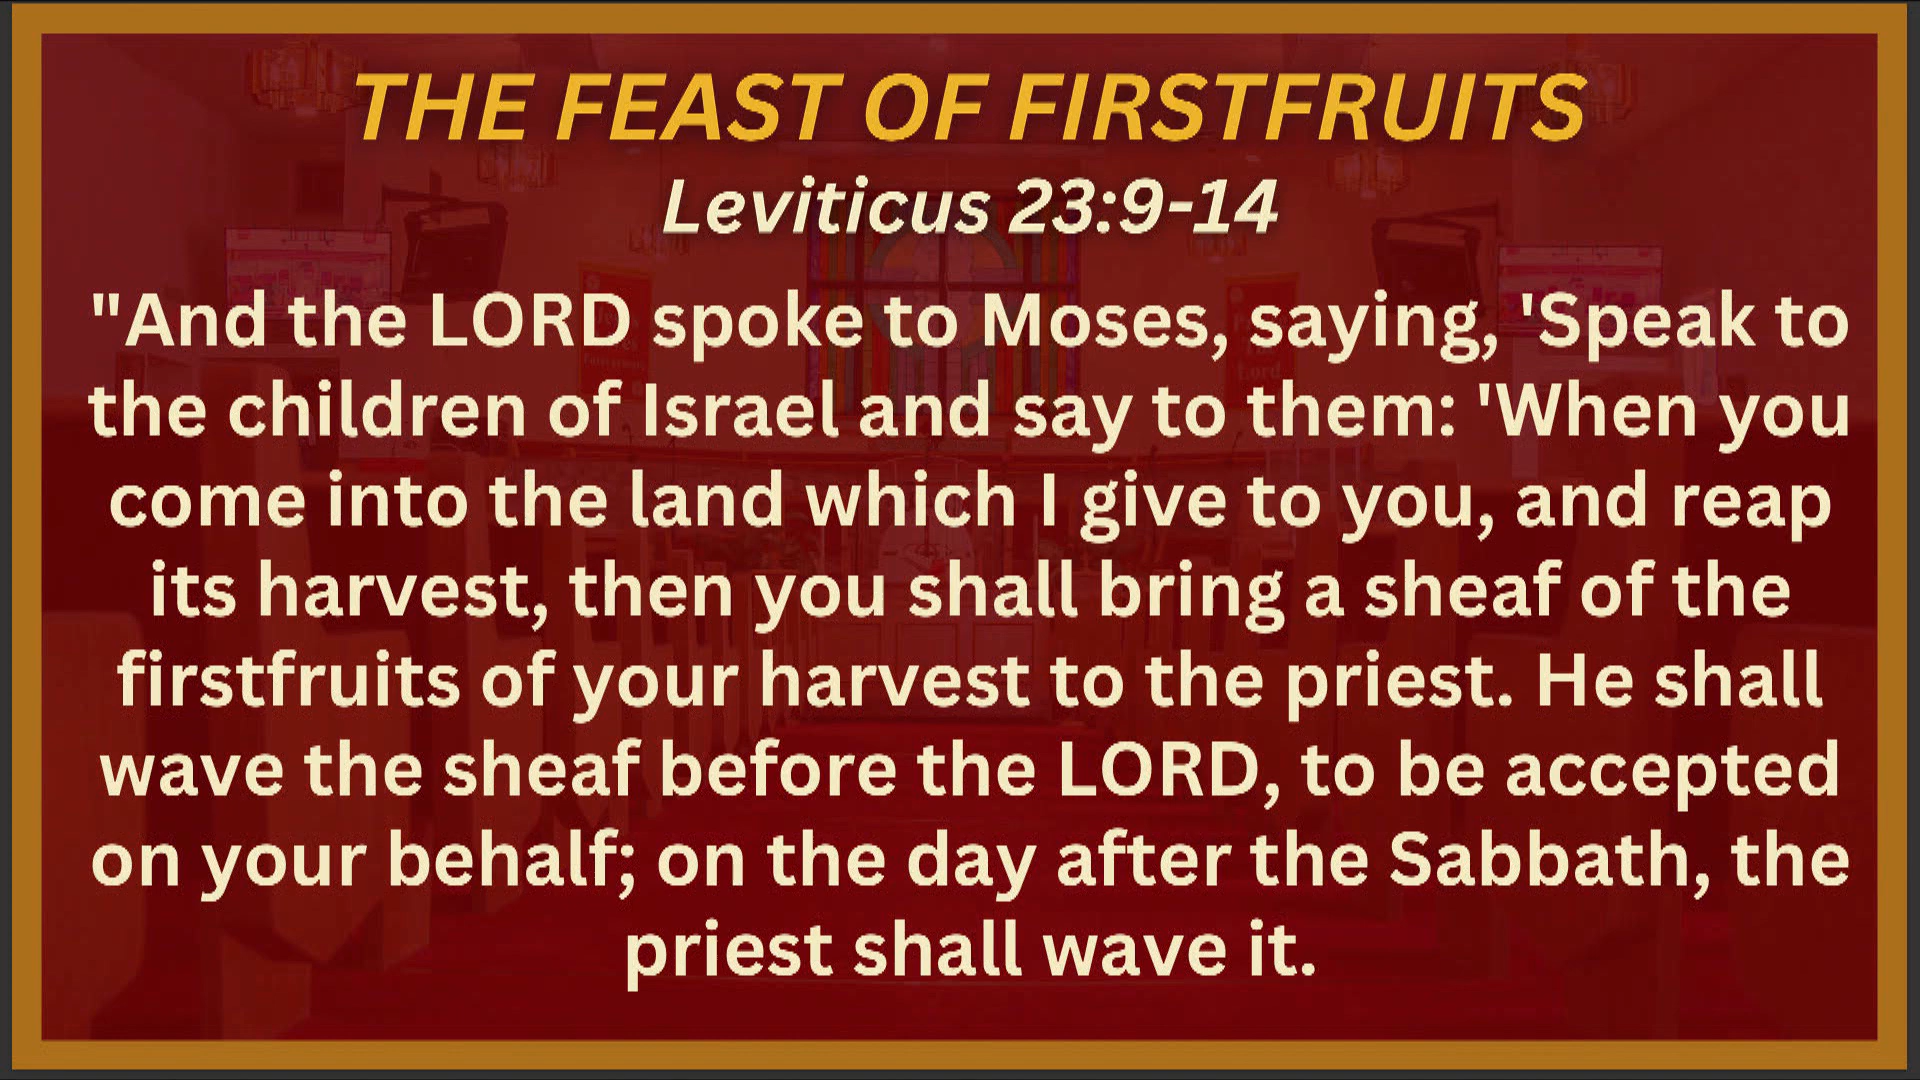 THE FEAST OF FIRSTFRUITS
Leviticus 23:9-14
"And the LORD spoke to Moses, saying, 'Speak to
the children of Israel and say to them: 'When you
come into the land which I give to you, and reap
its harvest, then you shall bring a sheaf of the
firstfruits of your harvest to the priest. He shall
wave the sheaf before the LORD, to be accepted
on your behalf; on the day after the Sabbath, the
priest shall wave it.